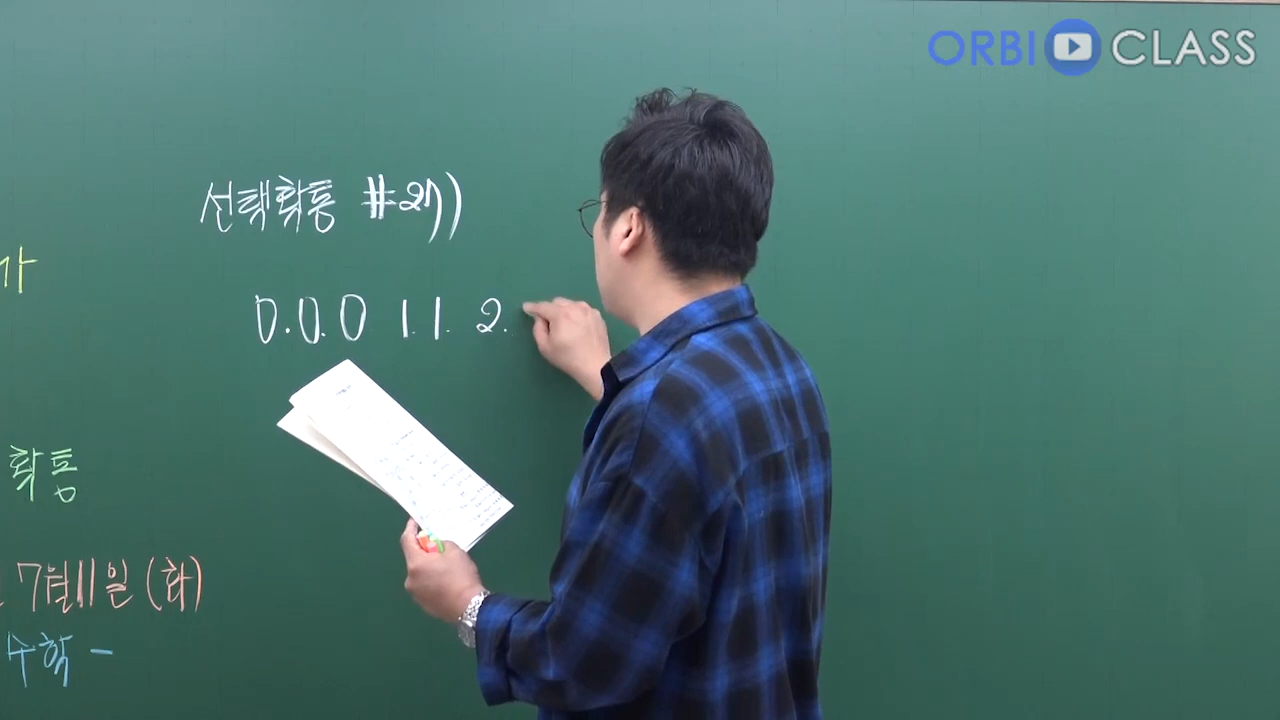 ORBI CLASS
선택확통 #27))
가
0.0.0 1.1. 2.
확통
7월11일 (화)
수학 -